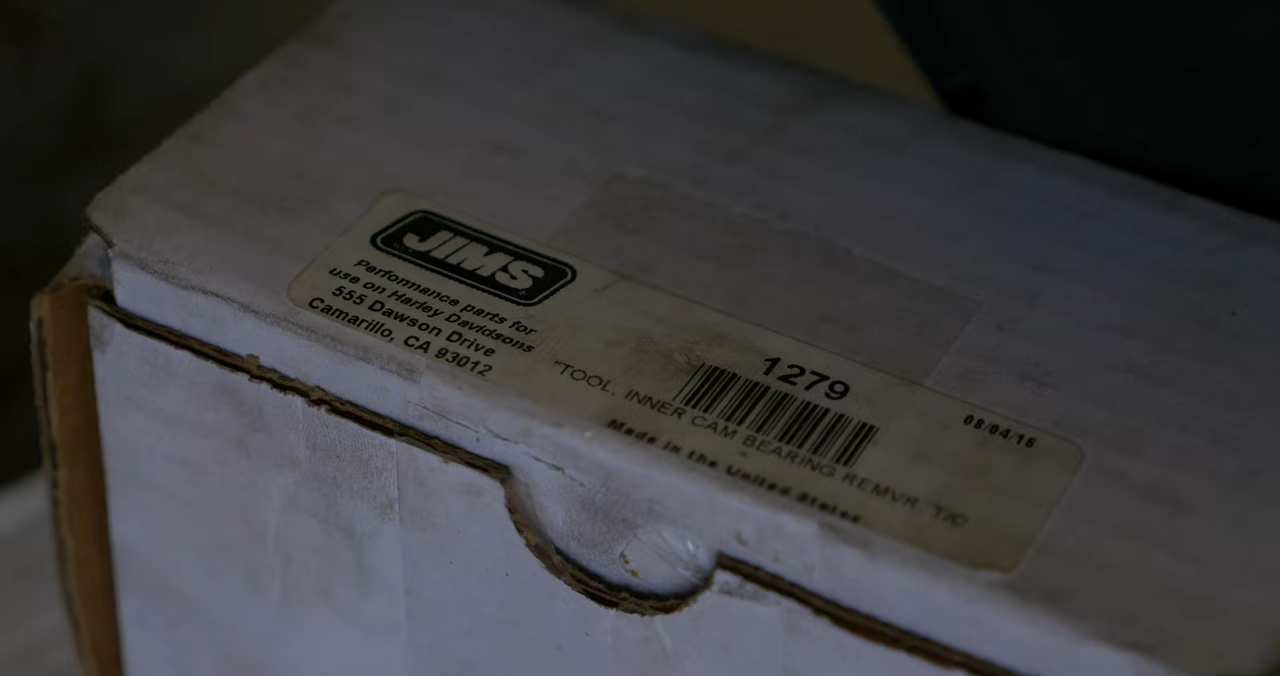 JIMS
Performance parts for
use on Harley Davidsons
555 Dawson Drive
Camarillo, CA 93012
1279
"TOOL, INNER CAM BEARING REMVR, T/C
Made in the United States
08/04/15